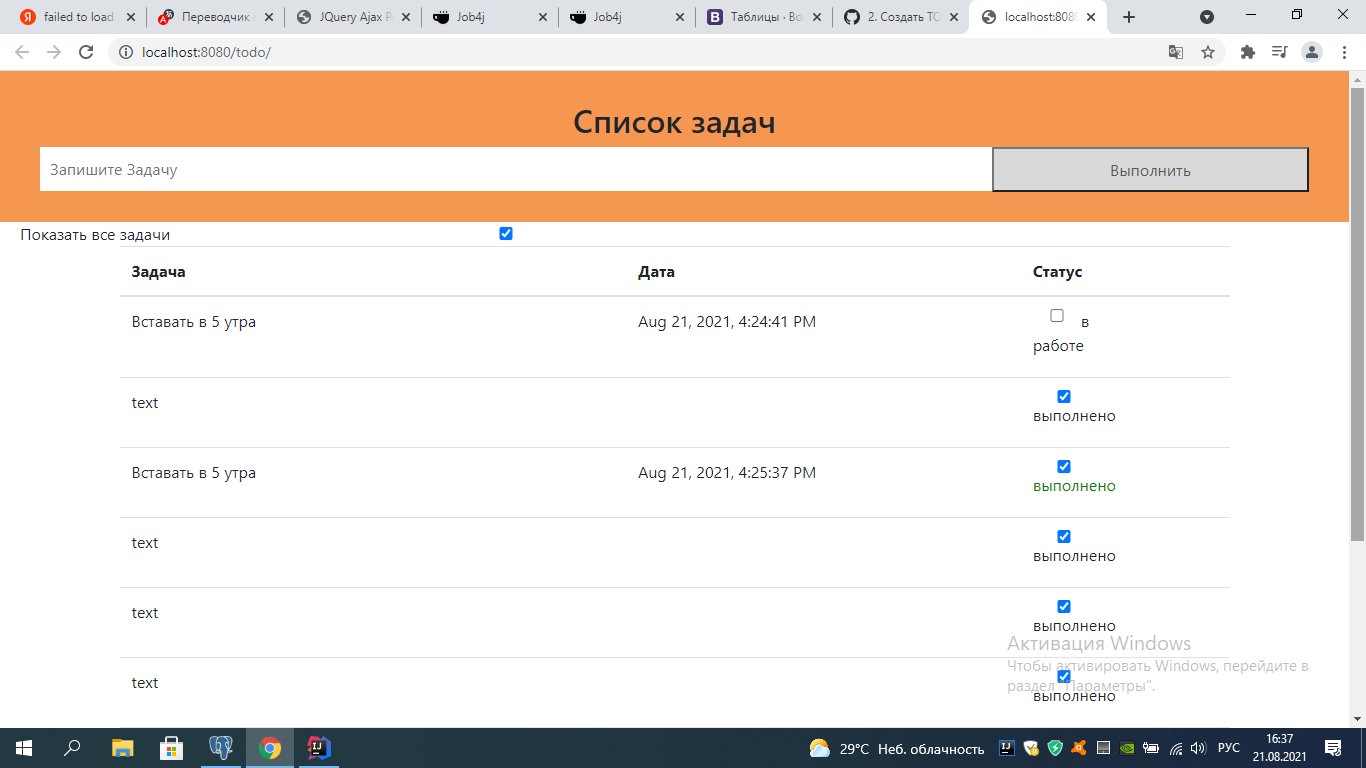 failed to load
Переводчик
JQuery Ajax
Job4j
Job4j
Таблицы · Bo
2. Создать ТС
localhost:808
localhost:8080/todo/
Список задач
Запишите Задачу
Выполнить
Показать все задачи
Задача Дата Статус
Вставать в 5 утра Aug 21, 2021, 4:24:41 PM в
работе
text
выполнено
Вставать в 5 утра Aug 21, 2021, 4:25:37 PM
выполнено
text
выполнено
text
выполнено
Активация Windows
Чтобы активировать Windows, перейдите в
раздел "Параметры".
text
выполнено
29°C Неб. облачность
РУС
16:37
21.08.2021